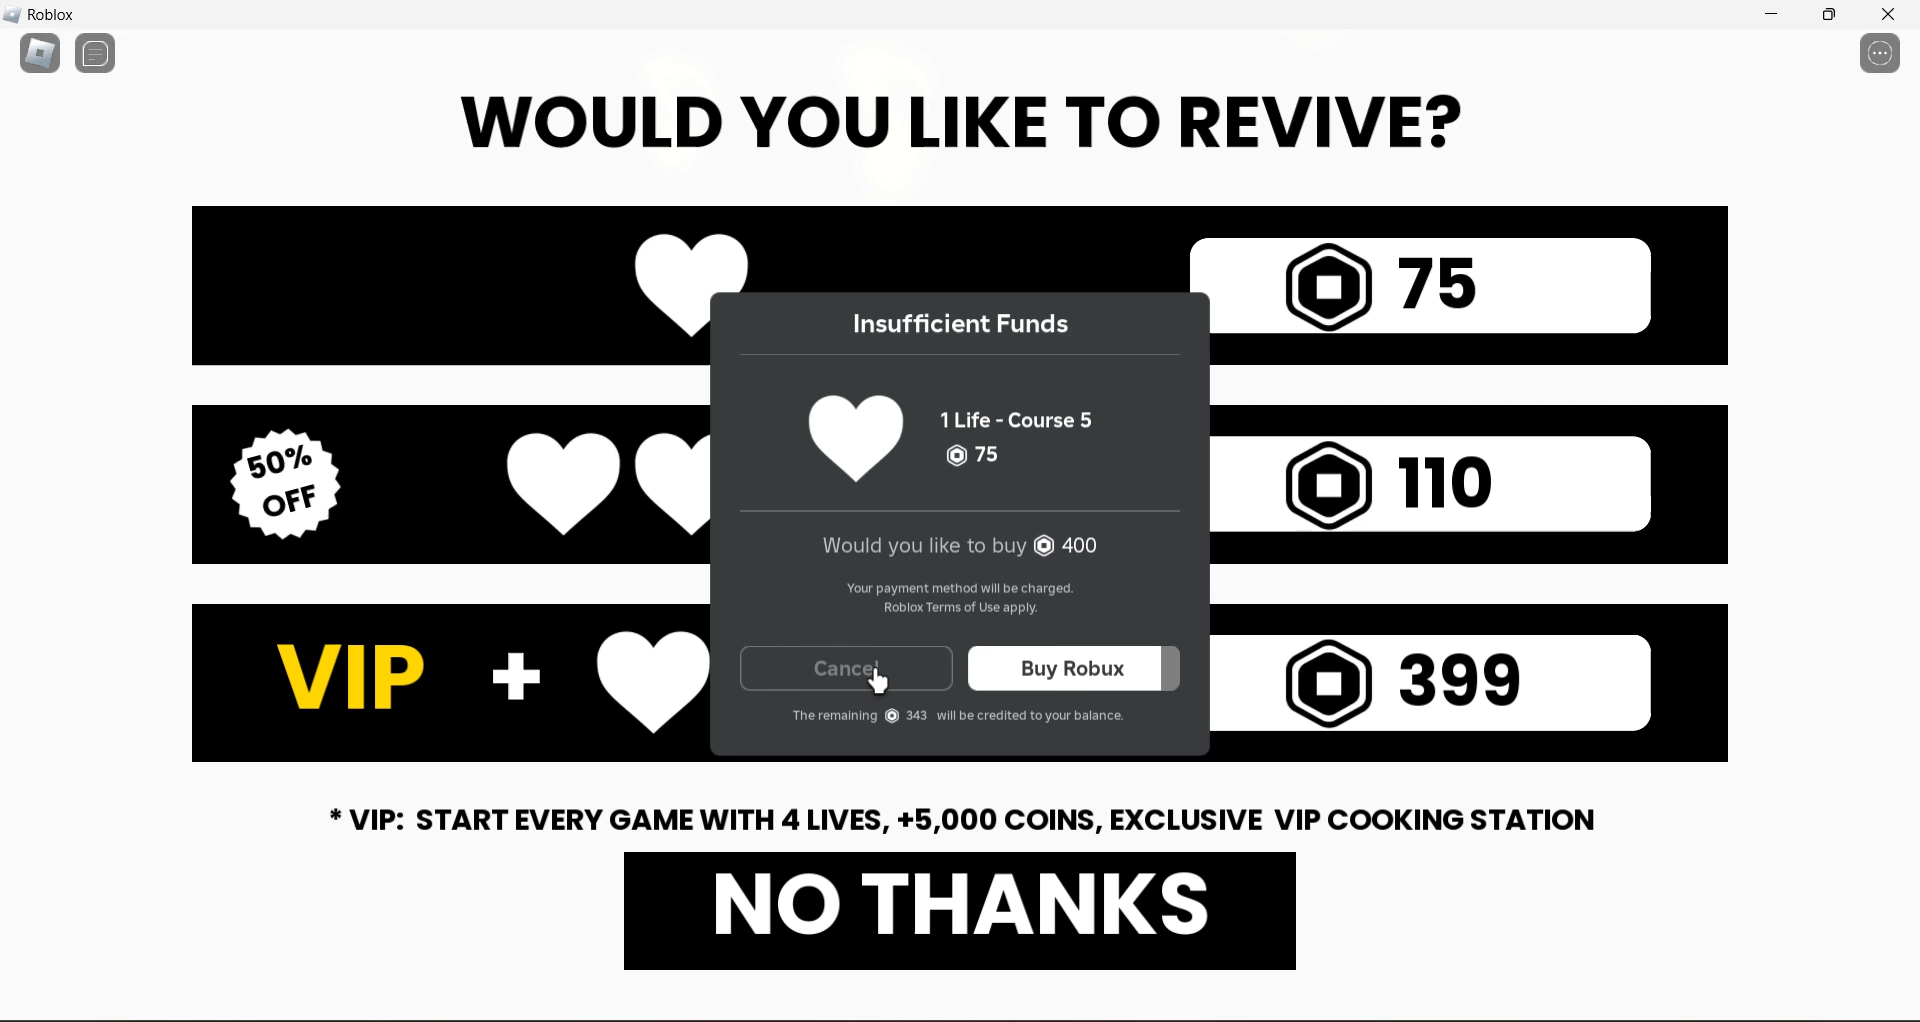 Roblox
WOULD YOU LIKE TO REVIVE?
75
Insufficient Funds
1 Life - Course 5
75
50%
OFF
110
Would you like to buy 400
Your payment method will be charged.
Roblox Terms of Use apply.
VIP +
399
Cancel
Buy Robux
The remaining 343 will be credited to your balance.
* VIP: START EVERY GAME WITH 4 LIVES, +5,000 COINS, EXCLUSIVE VIP COOKING STATION
NO THANKS